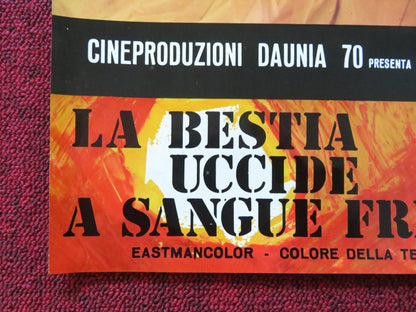 CINEPRODUZIONI DAUNIA 70 PRESENTA
LA BESTIA
UCCIDE
A SANGUE FR
EASTMANCOLOR - COLORE DELLA TE